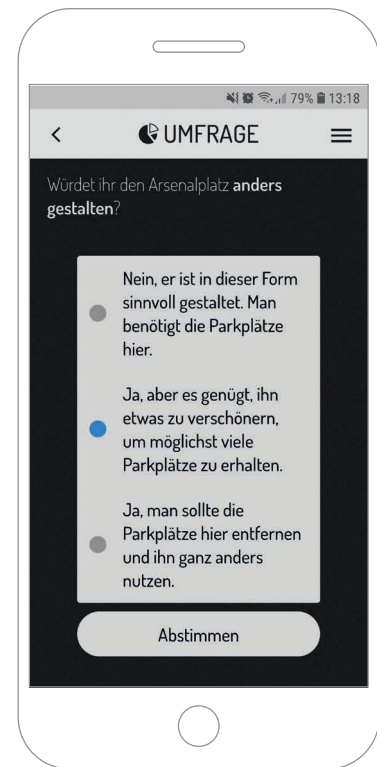 79% 13:18
UMFRAGE
Würdet ihr den Arsenalplatz anders
gestalten?
Nein, er ist in dieser Form
sinnvoll gestaltet. Man
benötigt die Parkplätze
hier.
Ja, aber es genügt, ihn
etwas zu verschönern,
um möglichst viele
Parkplätze zu erhalten.
Ja, man sollte die
Parkplätze hier entfernen
und ihn ganz anders
nutzen.
Abstimmen